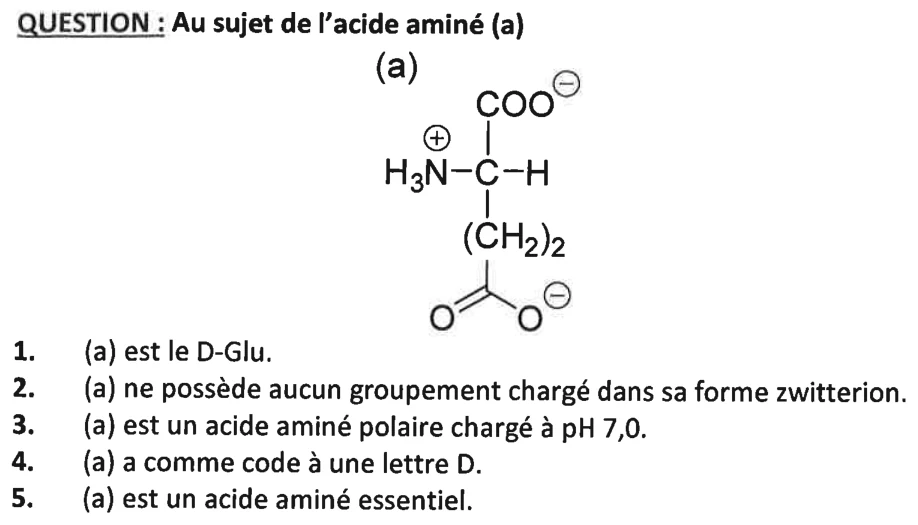 QUESTION : Au sujet de l'acide aminé (a)
(a)
COO⊖
⊕
H₃N–C–H
(CH₂)₂
O O⊖
1. (a) est le D-Glu.
2. (a) ne possède aucun groupement chargé dans sa forme zwitterion.
3. (a) est un acide aminé polaire chargé à pH 7,0.
4. (a) a comme code à une lettre D.
5. (a) est un acide aminé essentiel.